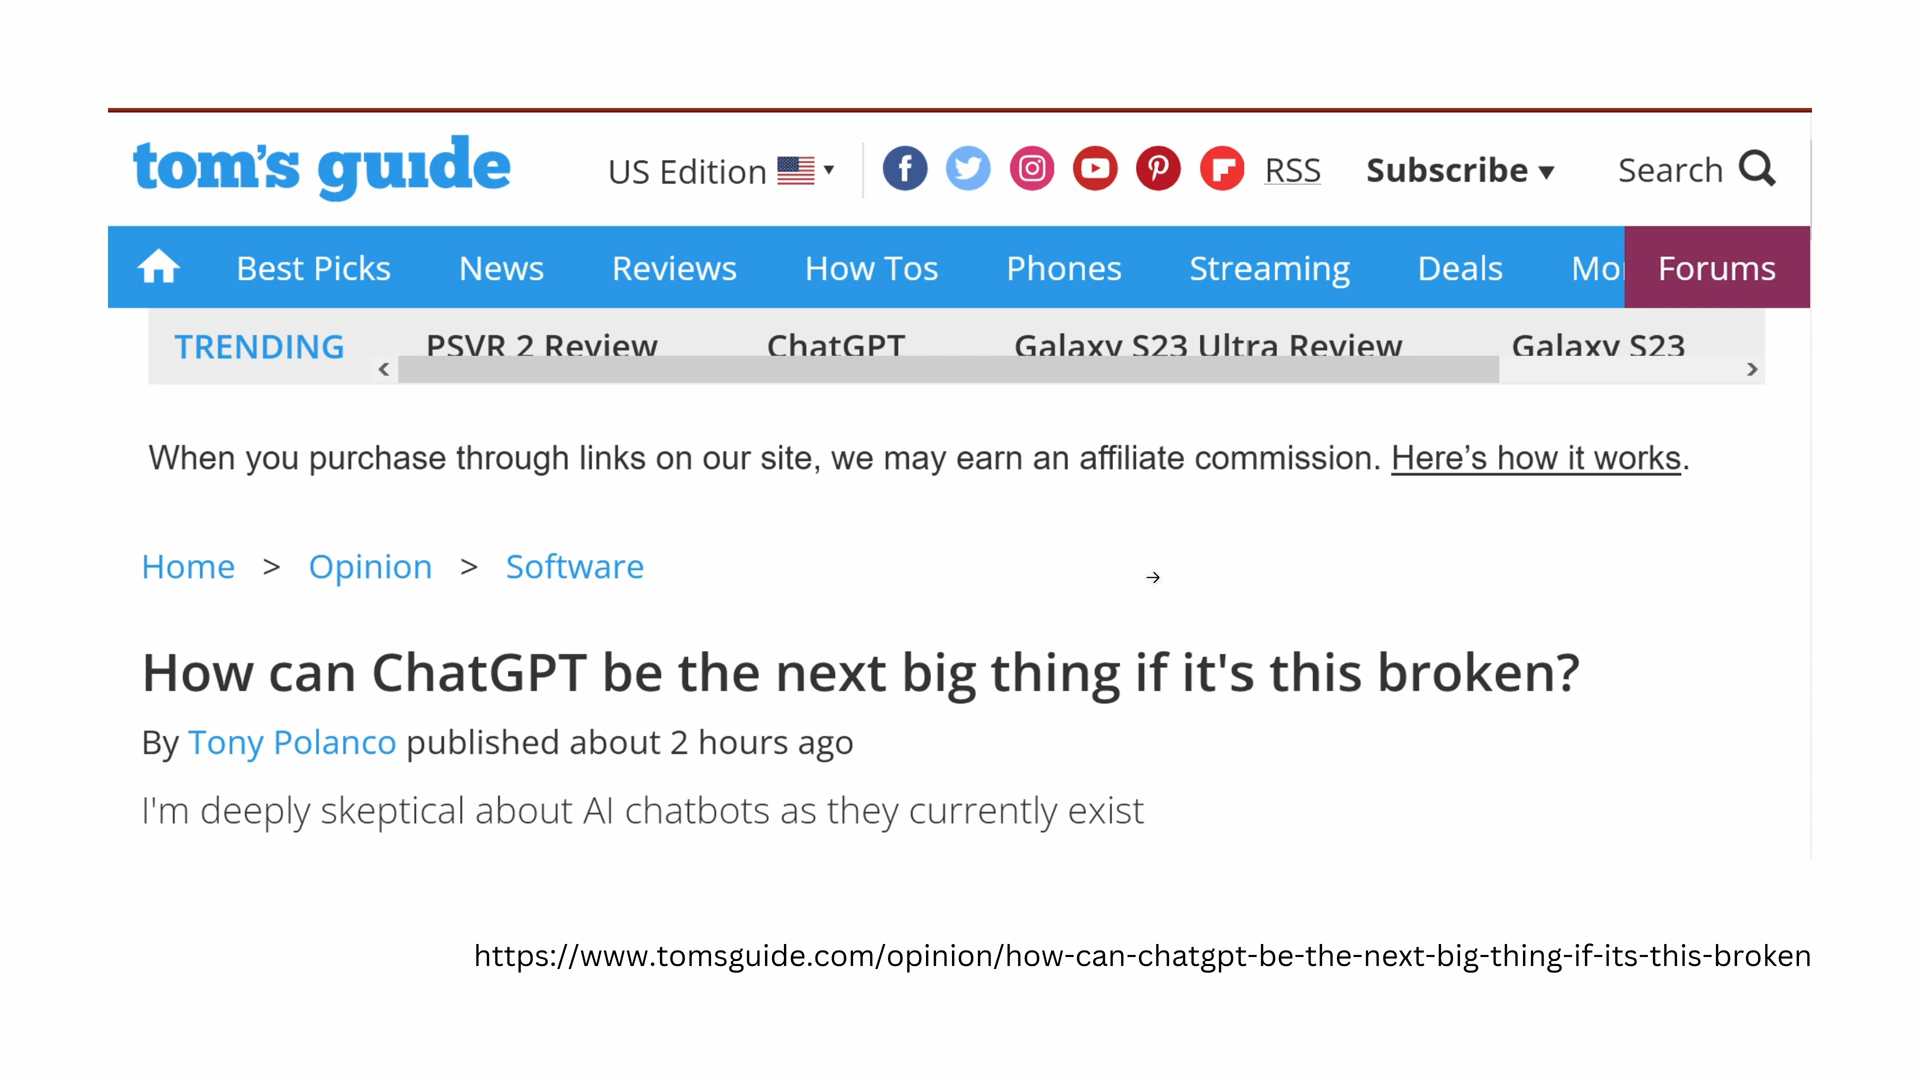 tom's guide
US Edition
RSS
Subscribe
Search
Best Picks
News
Reviews
How Tos
Phones
Streaming
Deals
Mo
Forums
TRENDING
PSVR 2 Review
ChatGPT
Galaxy S23 Ultra Review
Galaxy S23
When you purchase through links on our site, we may earn an affiliate commission. Here’s how it works.
Home > Opinion > Software
How can ChatGPT be the next big thing if it's this broken?
By Tony Polanco published about 2 hours ago
I'm deeply skeptical about AI chatbots as they currently exist
https://www.tomsguide.com/opinion/how-can-chatgpt-be-the-next-big-thing-if-its-this-broken